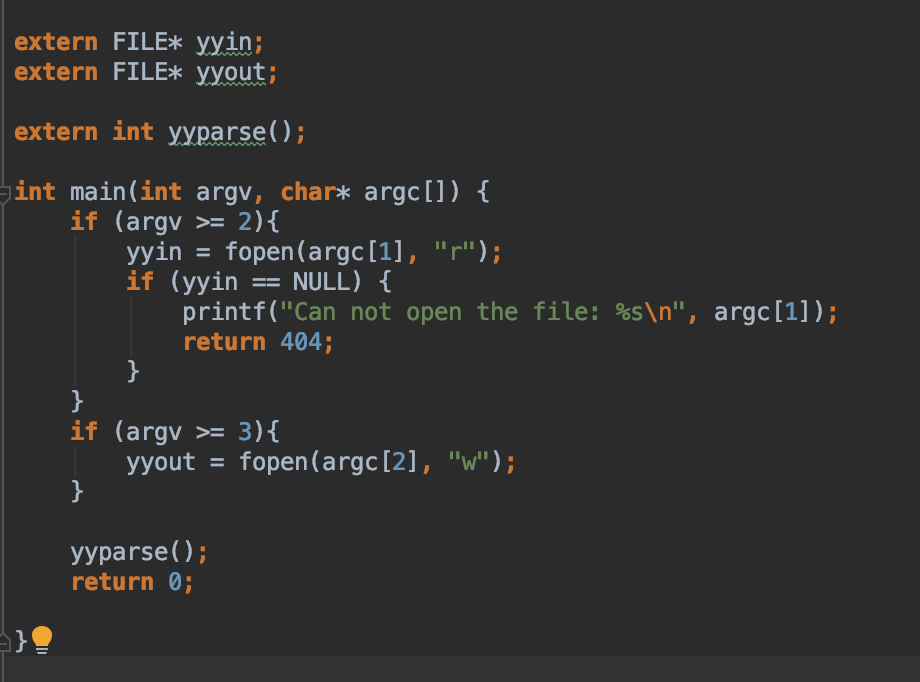 extern FILE* yyin;
extern FILE* yyout;
extern int yyparse();
int main(int argv, char* argc[]) {
if (argv >= 2){
yyin = fopen(argc[1], "r");
if (yyin == NULL) {
printf("Can not open the file: %s\n", argc[1]);
return 404;
}
}
if (argv >= 3){
yyout = fopen(argc[2], "w");
}
yyparse();
return 0;
}